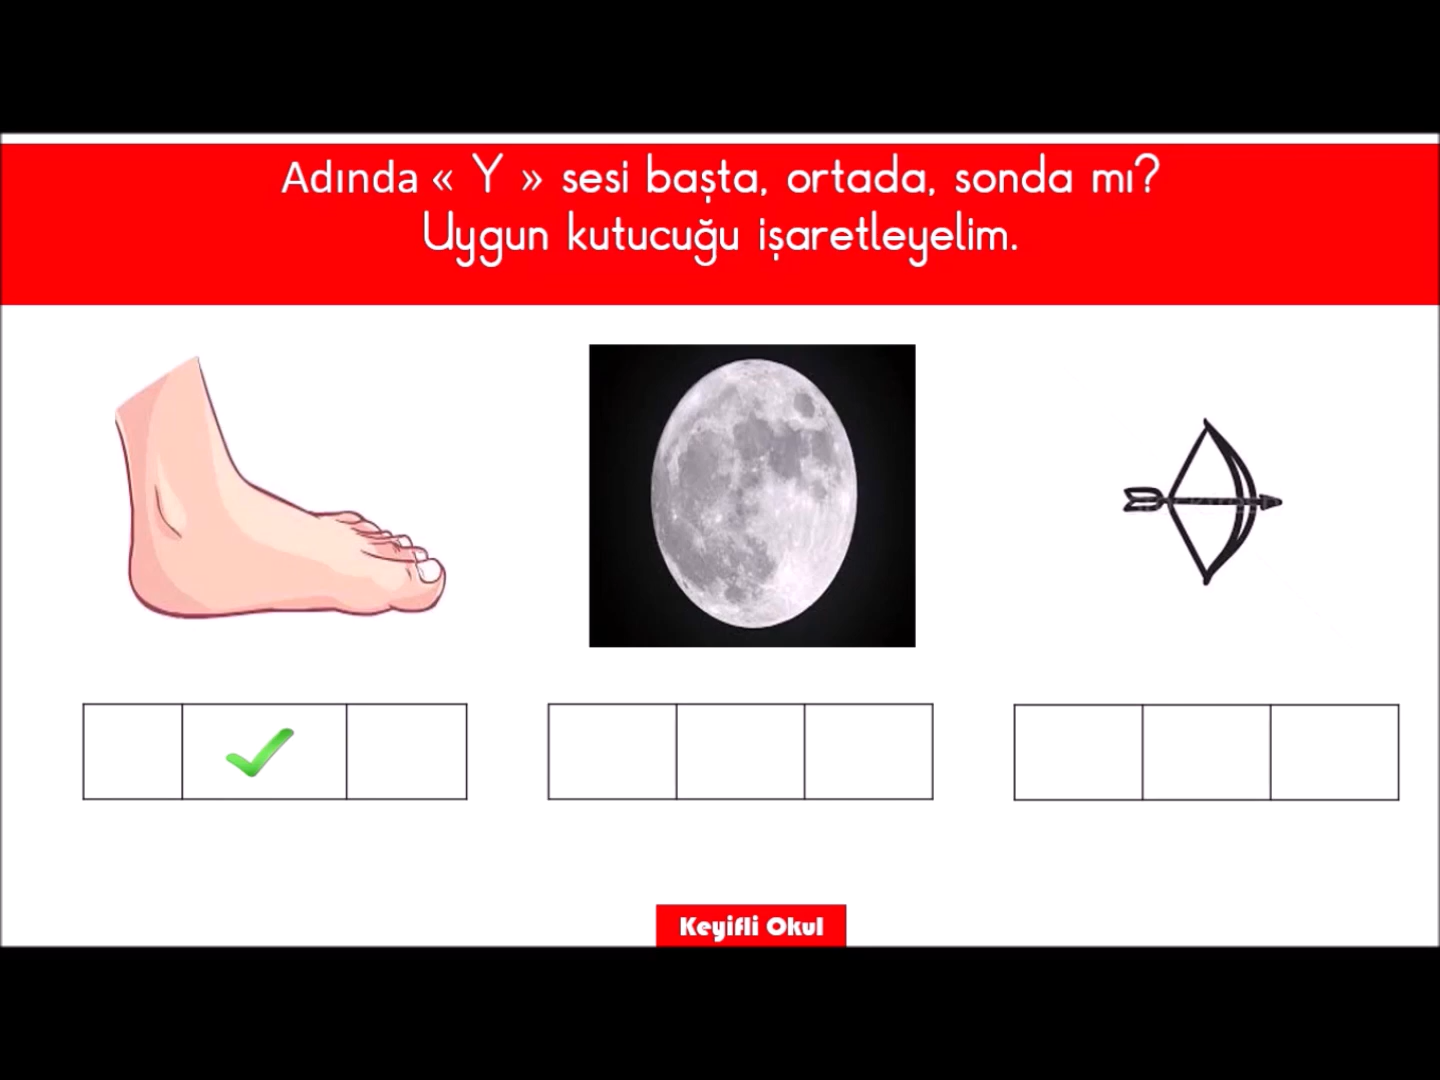 Adında « Y » sesi başta, ortada, sonda mı?
Uygun kutucuğu işaretleyelim.
Keyifli Okul